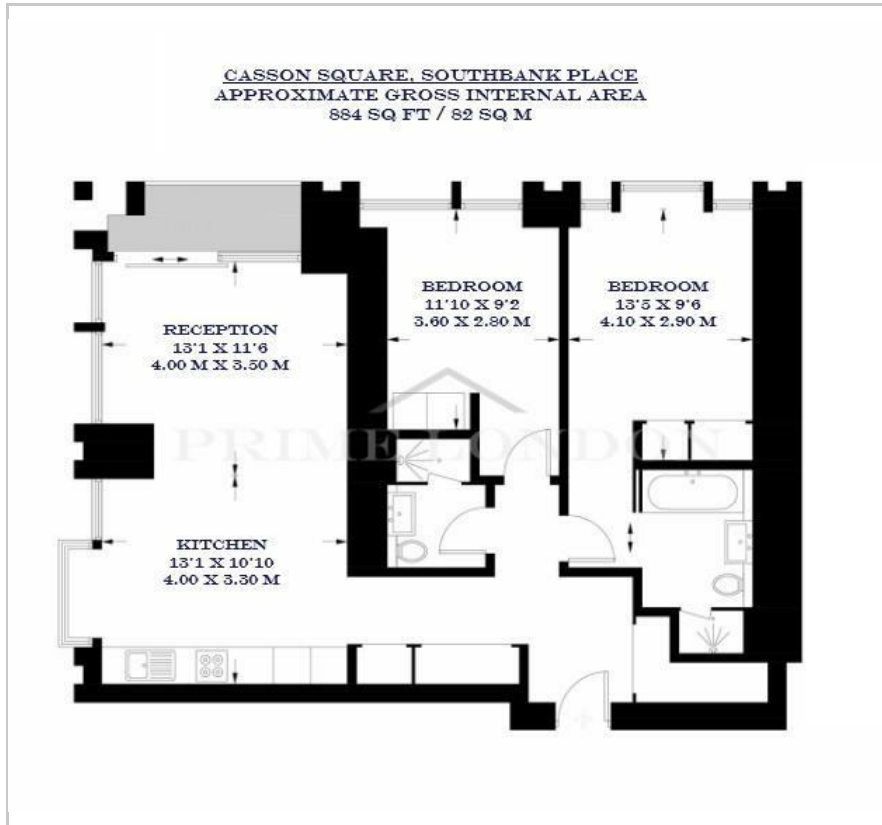 CASSON SQUARE, SOUTHBANK PLACE
APPROXIMATE GROSS INTERNAL AREA
884 SQ FT / 82 SQ M
BEDROOM
11'10 X 9'2
3.60 X 2.80 M
BEDROOM
13'5 X 9'6
4.10 X 2.90 M
RECEPTION
13'1 X 11'6
4.00 M X 3.50 M
PRIME LONDON
KITCHEN
13'1 X 10'10
4.00 X 3.30 M